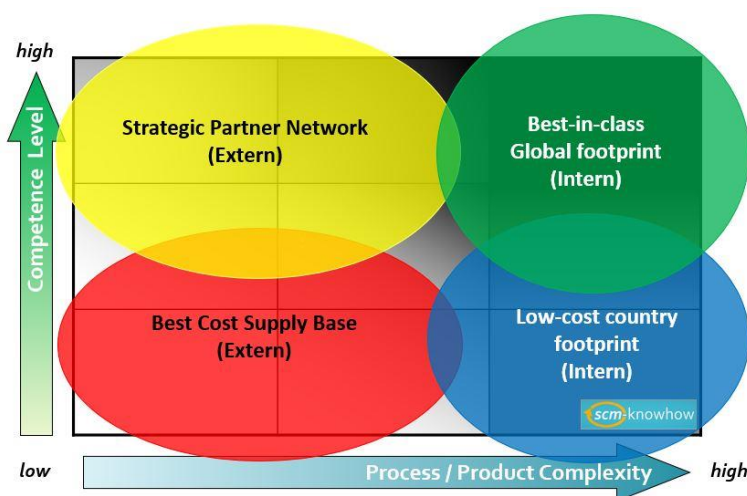 high
Competence Level
Strategic Partner Network
(Extern)
Best-in-class
Global footprint
(Intern)
Best Cost Supply Base
(Extern)
Low-cost country
footprint
(Intern)
scm-knowhow
low
Process / Product Complexity
high